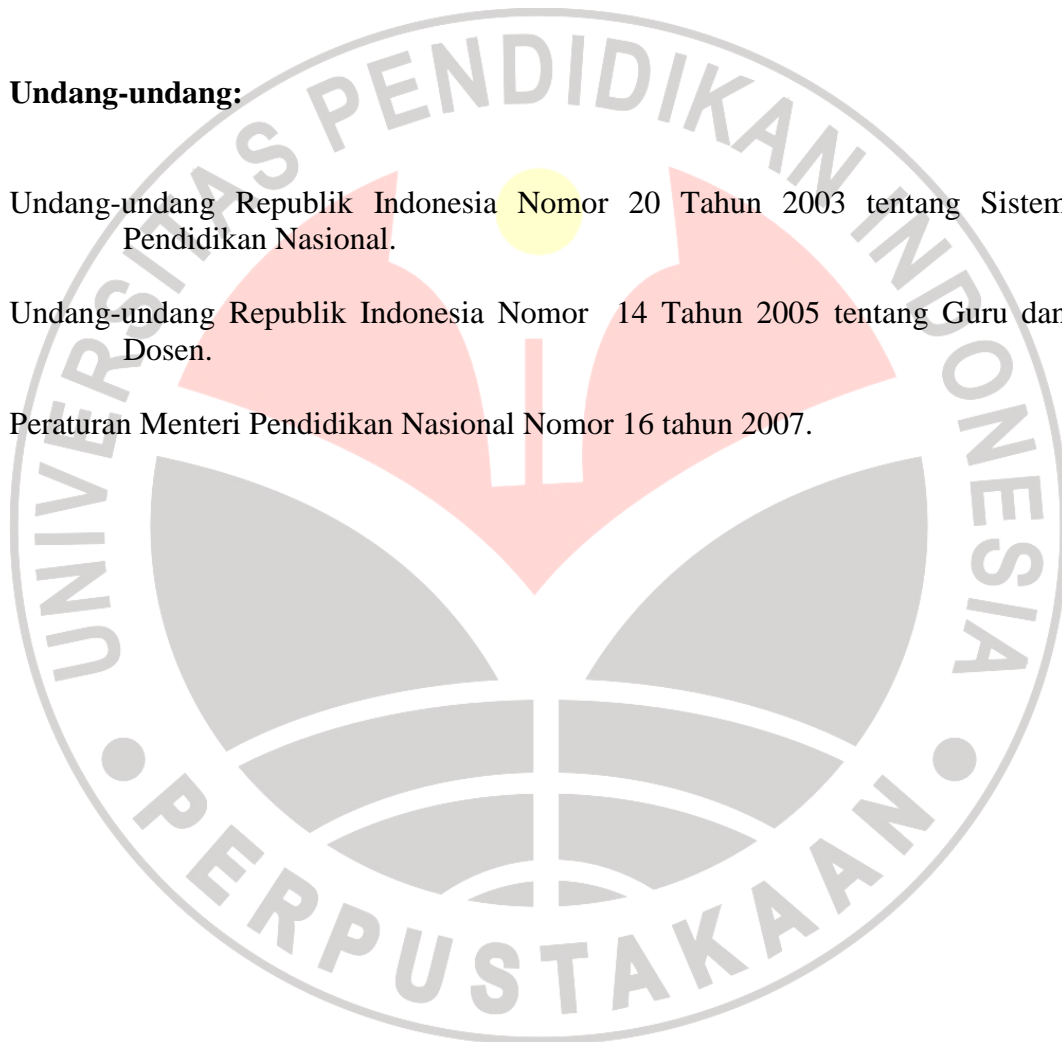 Undang-undang:
Undang-undang Republik Indonesia Nomor 20 Tahun 2003 tentang Sistem
Pendidikan Nasional.
Undang-undang Republik Indonesia Nomor 14 Tahun 2005 tentang Guru dan
Dosen.
Peraturan Menteri Pendidikan Nasional Nomor 16 tahun 2007.
UNIVERSITAS PENDIDIKAN INDONESIA
PERPUSTAKAAN